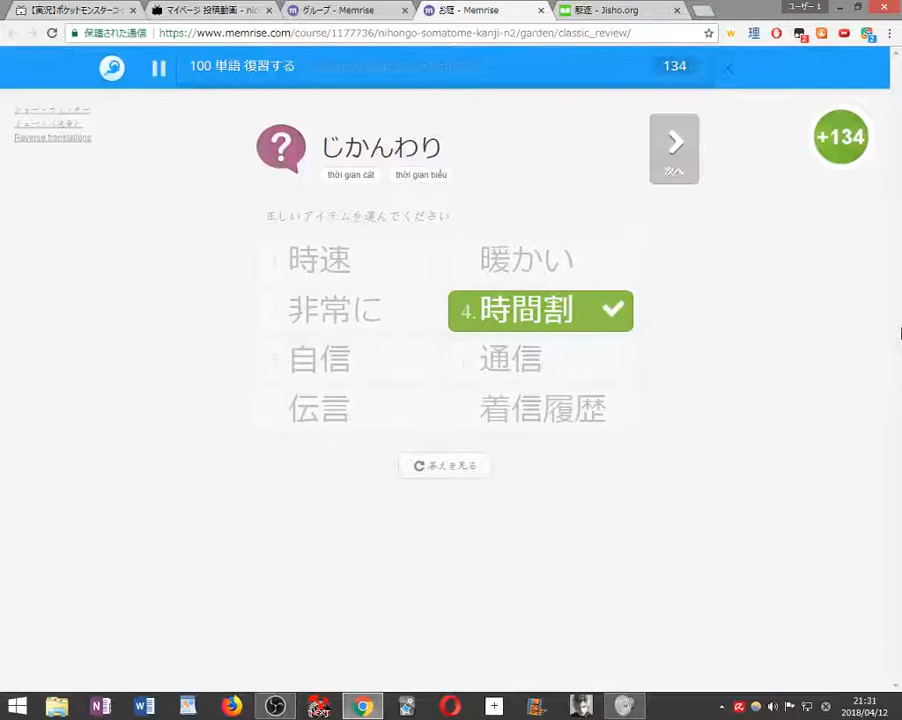 【実況】ポケットモンスターコ
マイページ 投稿動画 - nic
グループ - Memrise
お庭 - Memrise
駆逐 - Jisho.org
ユーザー 1
保護された通信
https://www.memrise.com/course/1177736/nihongo-somatome-kanji-n2/garden/classic_review/
100 単語 復習する
134
Reverse translations
じかんわり
thời gian cắt
thời gian biểu
次へ
+134
正しいアイテムを選んでください
時速
暖かい
非常に
4. 時間割
自信
通信
伝言
着信履歴
答えを見る
21:31
2018/04/12